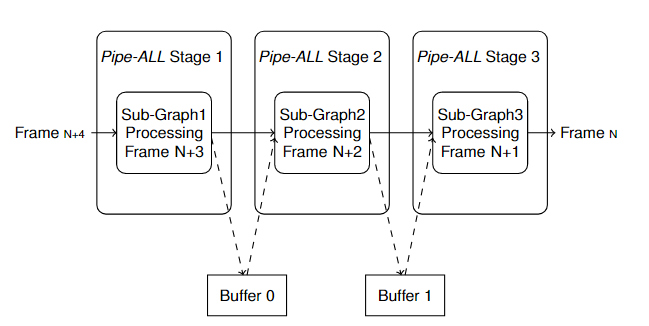 Pipe-ALL Stage 1
Pipe-ALL Stage 2
Pipe-ALL Stage 3
Frame N+4
Sub-Graph1
Processing
Frame N+3
Sub-Graph2
Processing
Frame N+2
Sub-Graph3
Processing
Frame N+1
Frame N
Buffer 0
Buffer 1